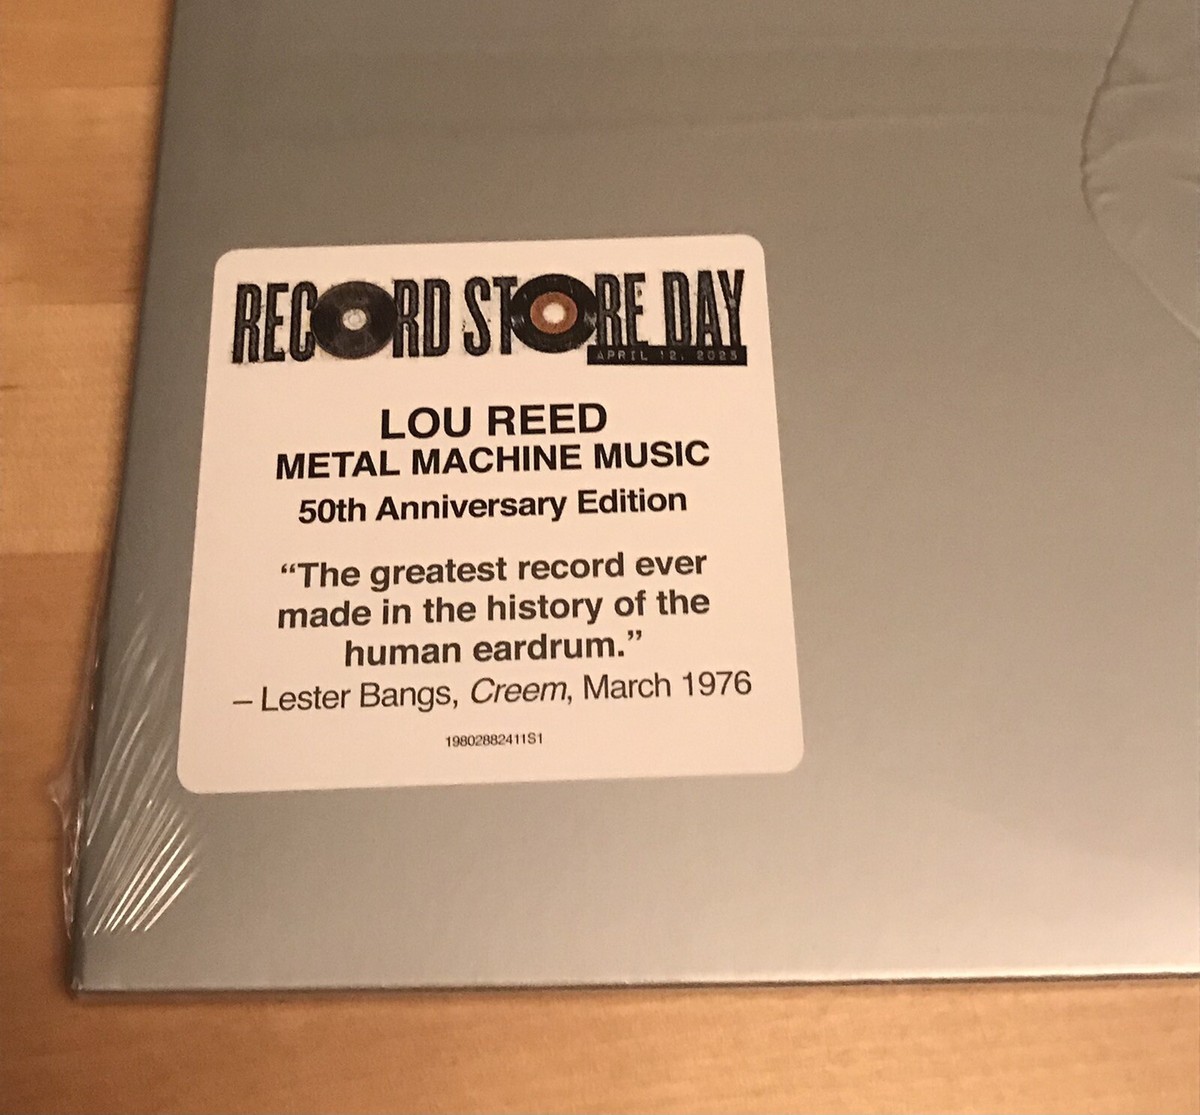 RECORD STORE DAY
APRIL 12, 2025
LOU REED
METAL MACHINE MUSIC
50th Anniversary Edition
“The greatest record ever
made in the history of the
human eardrum.”
– Lester Bangs, Creem, March 1976
19802882411S1